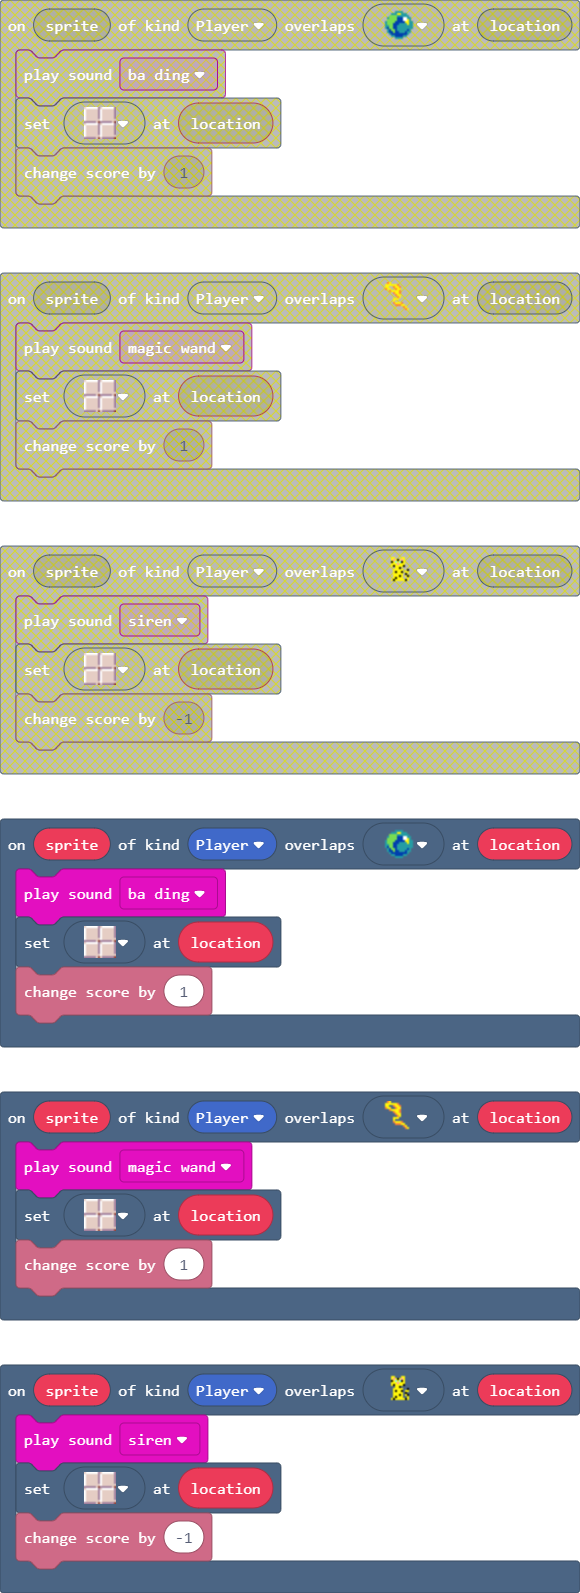 on sprite of kind Player overlaps at location
play sound ba ding
set at location
change score by 1
on sprite of kind Player overlaps at location
play sound magic wand
set at location
change score by 1
on sprite of kind Player overlaps at location
play sound siren
set at location
change score by -1
on sprite of kind Player overlaps at location
play sound ba ding
set at location
change score by 1
on sprite of kind Player overlaps at location
play sound magic wand
set at location
change score by 1
on sprite of kind Player overlaps at location
play sound siren
set at location
change score by -1